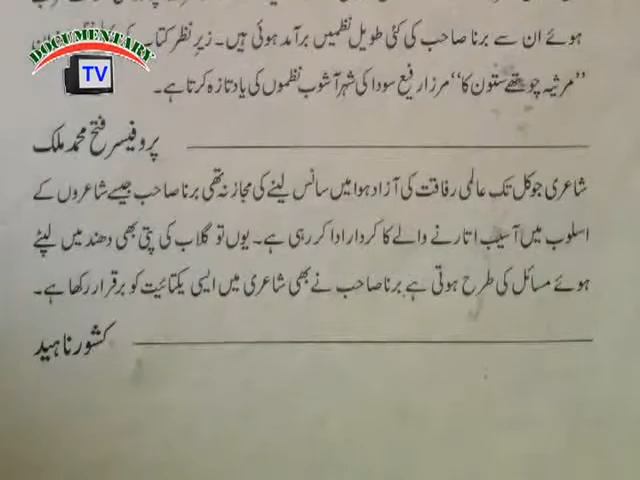 DOCUMENTARY
TV
ہوئے ان سے برنا صاحب کی کئی طویل نظمیں برآمد ہوئی ہیں۔ زیرِ نظر کتاب کی
”مرثیہ چوتھے ستون کا“ مرزا رفیع سودا کی شہر آشوب نظموں کی یاد تازہ کرتا ہے۔
پروفیسر فتح محمد ملک
شاعری جو کل تک عالمی رفاقت کی آزاد ہوا میں سانس لینے کی مجاز نہ تھی برنا صاحب جیسے شاعروں کے
اسلوب میں آسیب اتارنے والے کا کردار ادا کر رہی ہے۔ یوں تو گلاب کی پتی بھی دھند میں لپٹے
ہوئے مسائل کی طرح ہوتی ہے برنا صاحب نے بھی شاعری میں ایسی یکتائیت کو برقرار رکھا ہے۔
کشور ناہید